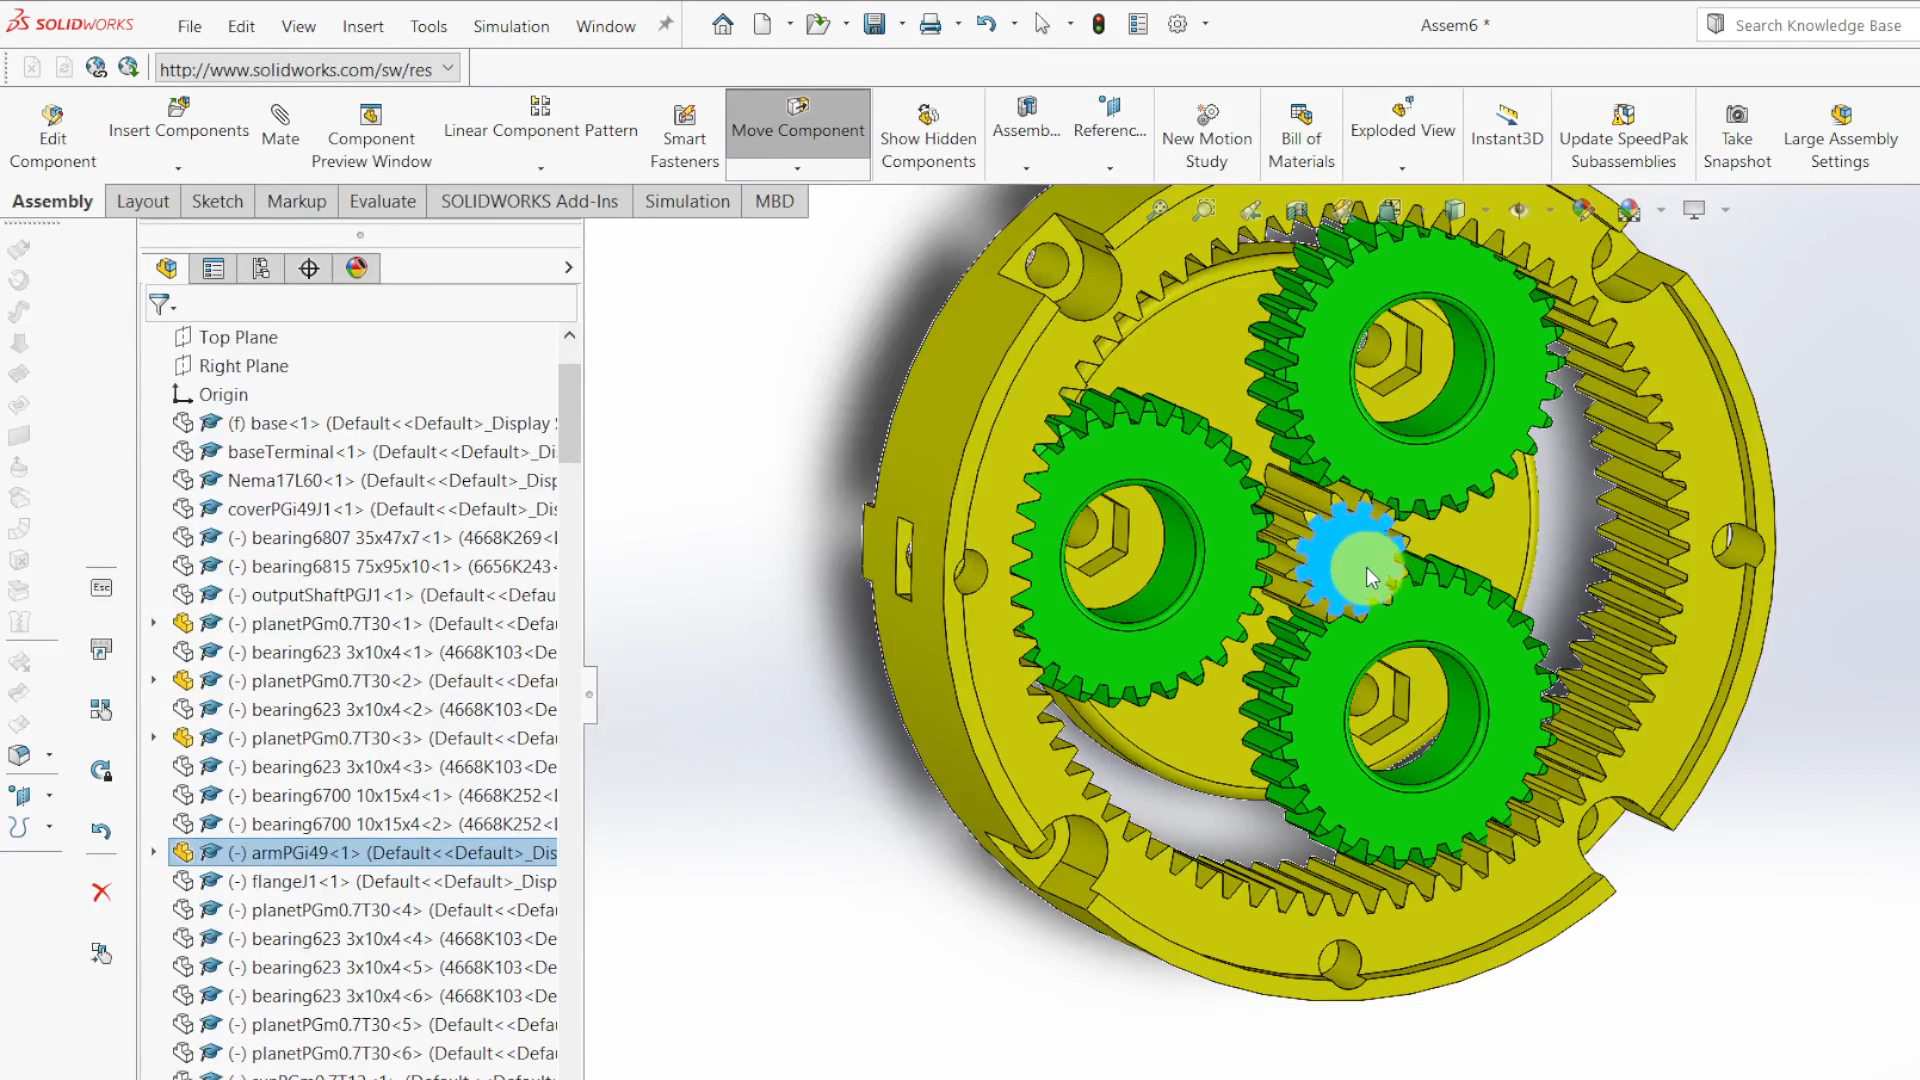 SOLIDWORKS File Edit View Insert Tools Simulation Window Assem6 * Search Knowledge Base
http://www.solidworks.com/sw/res
Edit Component
Insert Components
Mate
Component Preview Window
Linear Component Pattern
Smart Fasteners
Move Component
Show Hidden Components
Assemb...
Referenc...
New Motion Study
Bill of Materials
Exploded View
Instant3D
Update SpeedPak Subassemblies
Take Snapshot
Large Assembly Settings
Assembly Layout Sketch Markup Evaluate SOLIDWORKS Add-Ins Simulation MBD
Top Plane
Right Plane
Origin
(f) base<1> (Default<<Default>_Display
baseTerminal<1> (Default<<Default>_Di
Nema17L60<1> (Default<<Default>_Disp
coverPGi49J1<1> (Default<<Default>_Dis
(-) bearing6807 35x47x7<1> (4668K269<
(-) bearing6815 75x95x10<1> (6656K243<
(-) outputShaftPGJ1<1> (Default<<Defau
(-) planetPGm0.7T30<1> (Default<<Defa
(-) bearing623 3x10x4<1> (4668K103<De
(-) planetPGm0.7T30<2> (Default<<Defa
(-) bearing623 3x10x4<2> (4668K103<De
(-) planetPGm0.7T30<3> (Default<<Defa
(-) bearing623 3x10x4<3> (4668K103<De
(-) bearing6700 10x15x4<1> (4668K252<
(-) bearing6700 10x15x4<2> (4668K252<
(-) armPGi49<1> (Default<<Default>_Dis
(-) flangeJ1<1> (Default<<Default>_Disp
(-) planetPGm0.7T30<4> (Default<<Defa
(-) bearing623 3x10x4<4> (4668K103<De
(-) bearing623 3x10x4<5> (4668K103<De
(-) bearing623 3x10x4<6> (4668K103<De
(-) planetPGm0.7T30<5> (Default<<Defa
(-) planetPGm0.7T30<6> (Default<<Defa
Esc